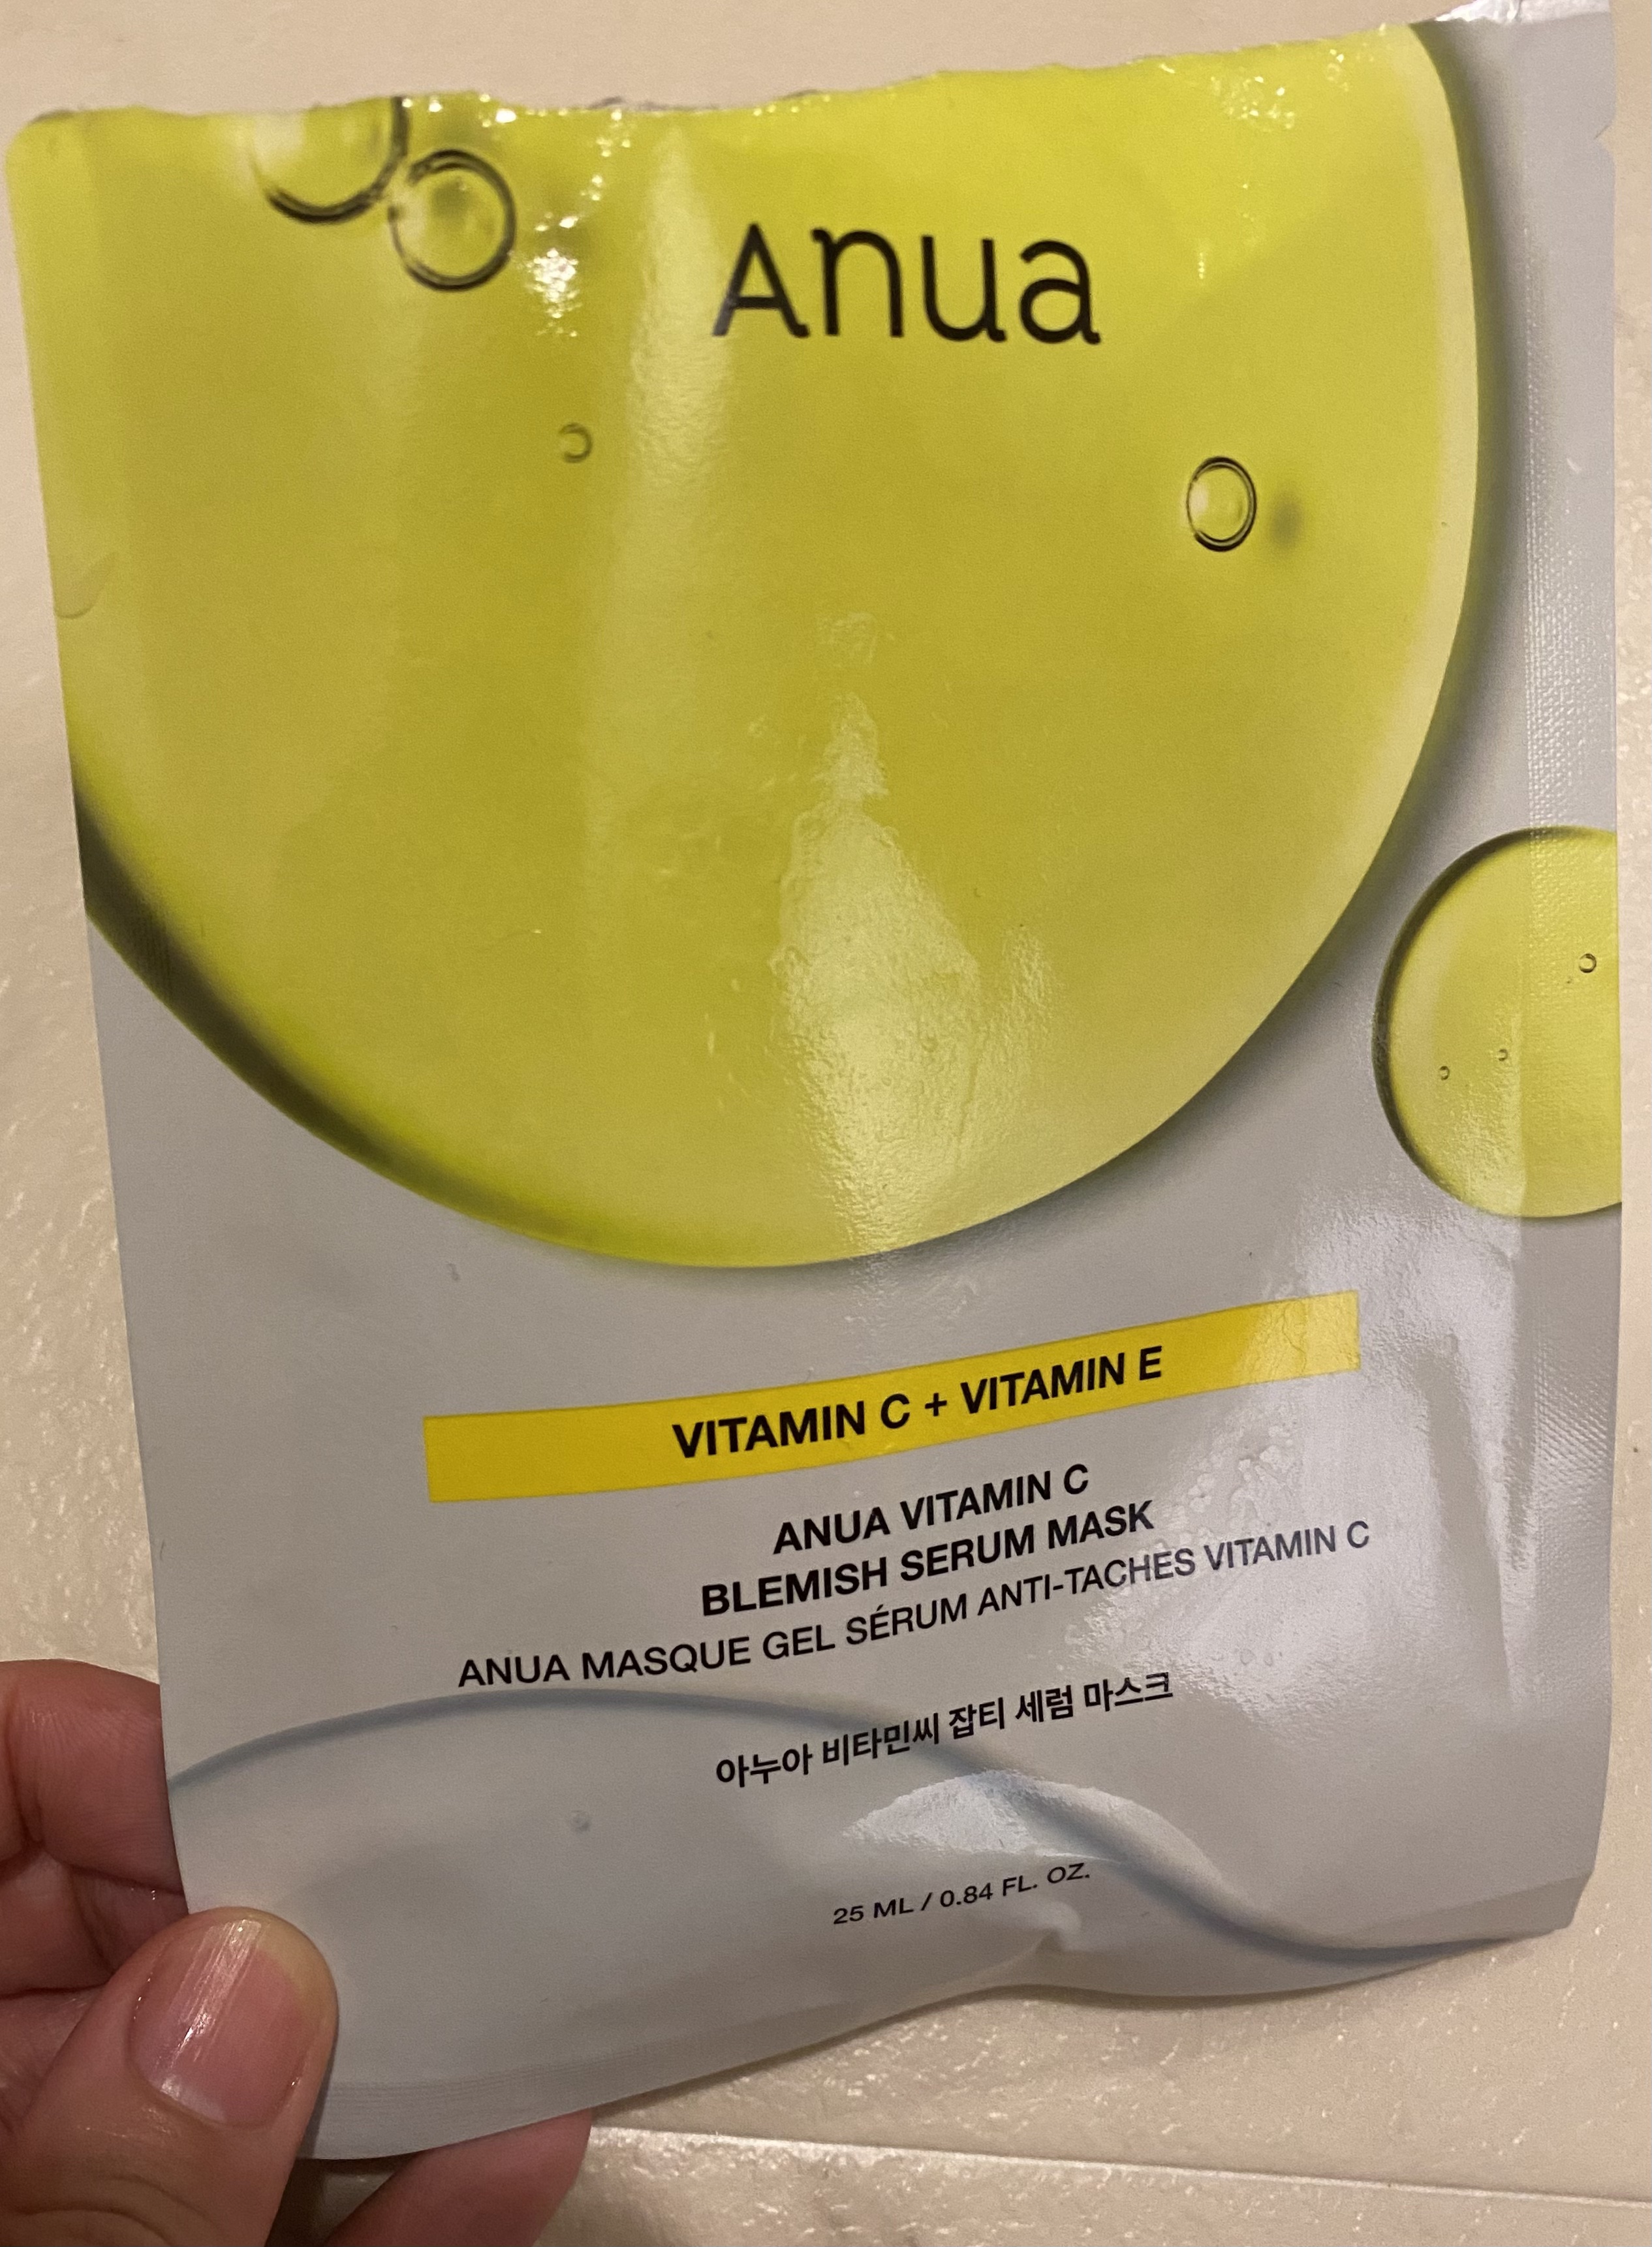 Anua
VITAMIN C + VITAMIN E
ANUA VITAMIN C
BLEMISH SERUM MASK
ANUA MASQUE GEL SÉRUM ANTI-TACHES VITAMIN C
아누아 비타민씨 잡티 세럼 마스크
25 ML / 0.84 FL. OZ.